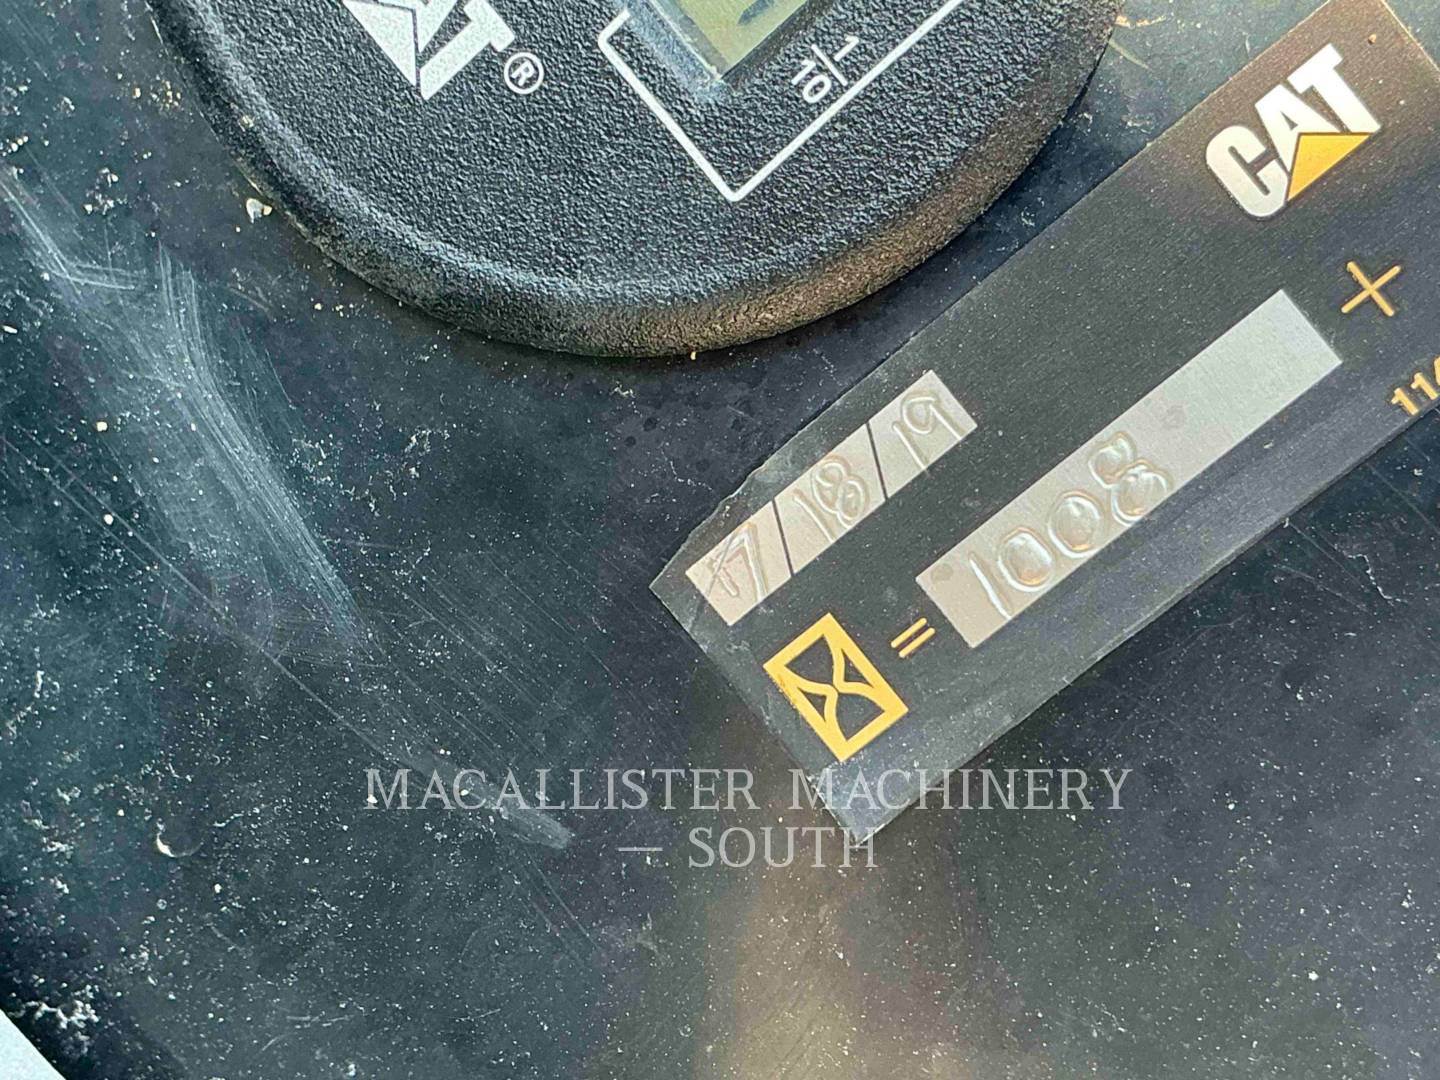 CAT®
1/10
CAT
+
7/18/19
= 1008
MACALLISTER MACHINERY
— SOUTH